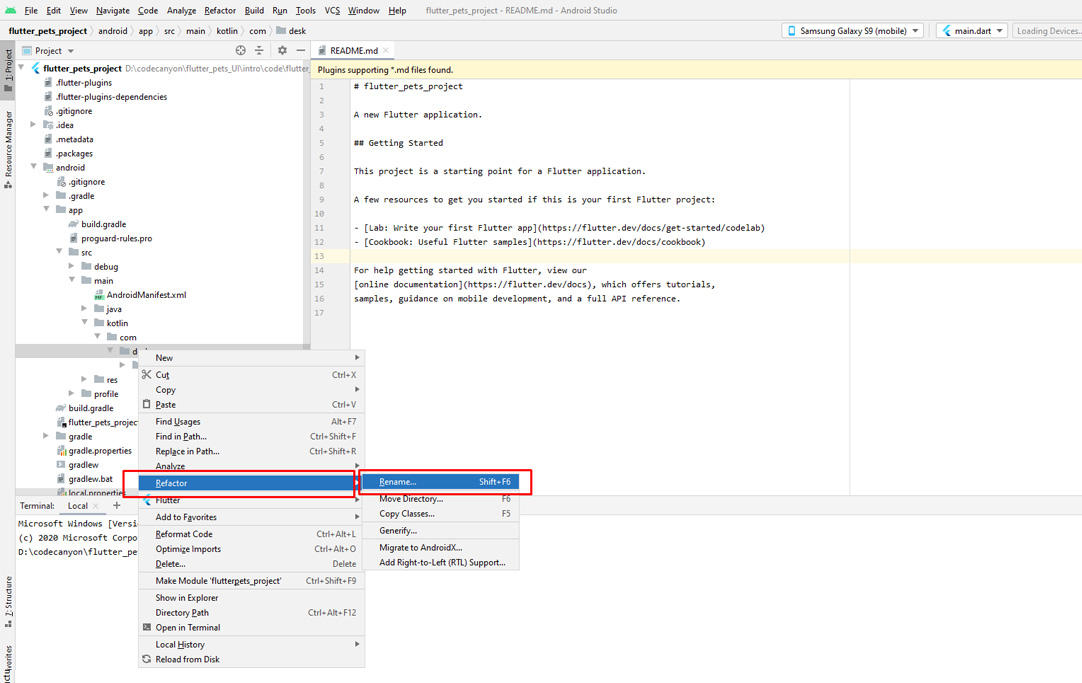 File Edit View Navigate Code Analyze Refactor Build Run Tools VCS Window Help flutter_pets_project - README.md - Android Studio
flutter_pets_project android app src main kotlin com desk Samsung Galaxy S9 (mobile) main.dart Loading Devices...
Project README.md
1: Project
Resource Manager
7: Structure
flutter_pets_project D:\codecanyon\flutter_pets_UI\intro\code\flutter_
.flutter-plugins
.flutter-plugins-dependencies
.gitignore
.idea
.metadata
.packages
android
.gitignore
.gradle
app
build.gradle
proguard-rules.pro
src
debug
main
AndroidManifest.xml
java
kotlin
com
res
profile
build.gradle
flutter_pets_project
gradle
gradle.properties
gradlew
gradlew.bat
local.properties
Plugins supporting *.md files found.
1 # flutter_pets_project
2
3 A new Flutter application.
4
5 ## Getting Started
6
7 This project is a starting point for a Flutter application.
8
9 A few resources to get you started if this is your first Flutter project:
10
11 - [Lab: Write your first Flutter app](https://flutter.dev/docs/get-started/codelab)
12 - [Cookbook: Useful Flutter samples](https://flutter.dev/docs/cookbook)
13
14 For help getting started with Flutter, view our
15 [online documentation](https://flutter.dev/docs), which offers tutorials,
16 samples, guidance on mobile development, and a full API reference.
17
New
Cut Ctrl+X
Copy
Paste Ctrl+V
Find Usages Alt+F7
Find in Path... Ctrl+Shift+F
Replace in Path... Ctrl+Shift+R
Analyze
Refactor
Flutter
Add to Favorites
Reformat Code Ctrl+Alt+L
Optimize Imports Ctrl+Alt+O
Delete... Delete
Make Module 'flutterpets_project' Ctrl+Shift+F9
Show in Explorer
Directory Path Ctrl+Alt+F12
Open in Terminal
Local History
Reload from Disk
Rename... Shift+F6
Move Directory... F6
Copy Classes... F5
Generify...
Migrate to AndroidX...
Add Right-to-Left (RTL) Support...
Terminal: Local +
Microsoft Windows [Versi
(c) 2020 Microsoft Corpo
D:\codecanyon\flutter_pe